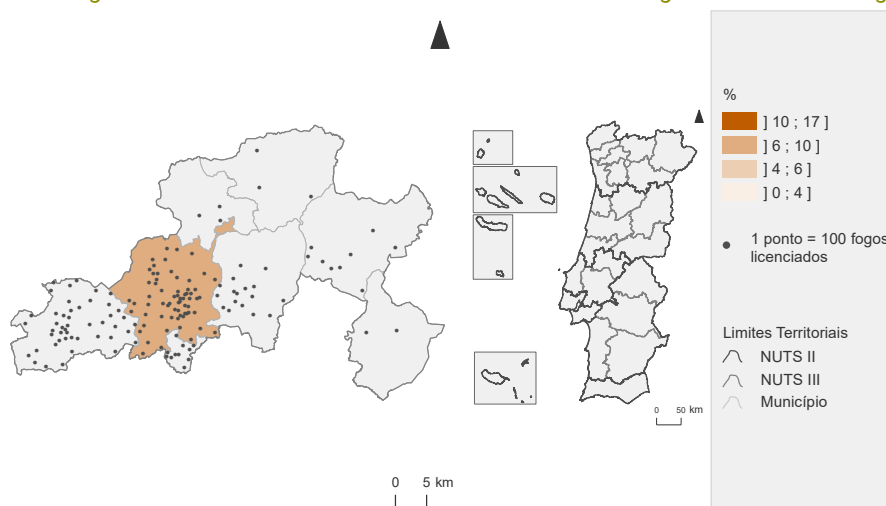 %
] 10 ; 17 ]
] 6 ; 10 ]
] 4 ; 6 ]
] 0 ; 4 ]
1 ponto = 100 fogos
licenciados
Limites Territoriais
NUTS II
NUTS III
Município
0 50 km
0 5 km